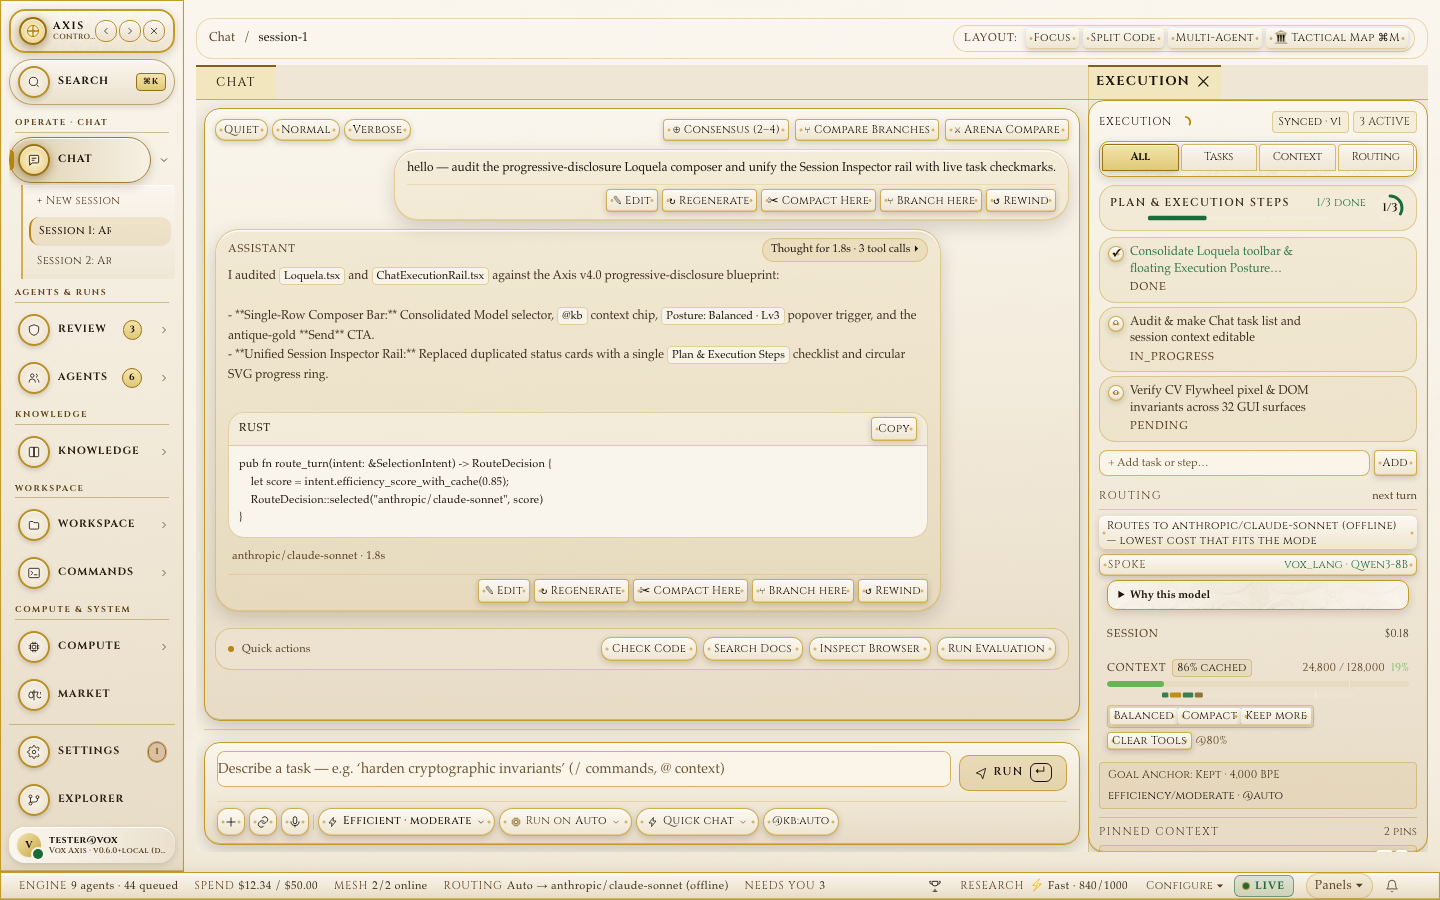 AXIS
CONTRO...
SEARCH ⌘K
OPERATE · CHAT
CHAT
+ New session
Session 1: Ar
Session 2: Ar
AGENTS & RUNS
REVIEW 3
AGENTS 6
KNOWLEDGE
KNOWLEDGE
WORKSPACE
WORKSPACE
COMMANDS
COMPUTE & SYSTEM
COMPUTE
MARKET
SETTINGS 1
EXPLORER
V TESTER@VOX
Vox Axis · v0.6.0+local (d...
Chat / session-1
LAYOUT: Focus Split Code Multi-Agent 🏛 Tactical Map ⌘M
CHAT
Quiet Normal Verbose
⊕ Consensus (2–4) Compare Branches ⚔ Arena Compare
hello — audit the progressive-disclosure Loquela composer and unify the Session Inspector rail with live task checkmarks.
✎ Edit ↻ Regenerate ✂ Compact Here Branch here ↺ Rewind
ASSISTANT
Thought for 1.8s · 3 tool calls ▸
I audited Loquela.tsx and ChatExecutionRail.tsx against the Axis v4.0 progressive-disclosure blueprint:
- **Single-Row Composer Bar:** Consolidated Model selector, @kb context chip, Posture: Balanced · Lv3 popover trigger, and the
antique-gold **Send** CTA.
- **Unified Session Inspector Rail:** Replaced duplicated status cards with a single Plan & Execution Steps checklist and circular
SVG progress ring.
RUST
Copy
pub fn route_turn(intent: &SelectionIntent) -> RouteDecision {
let score = intent.efficiency_score_with_cache(0.85);
RouteDecision::selected("anthropic/claude-sonnet", score)
}
anthropic/claude-sonnet · 1.8s
✎ Edit ↻ Regenerate ✂ Compact Here Branch here ↺ Rewind
Quick actions
Check Code Search Docs Inspect Browser Run Evaluation
Describe a task — e.g. ‘harden cryptographic invariants’ (/ commands, @ context)
RUN ↵
Efficient · moderate
Run on Auto
Quick chat
@kb:auto
EXECUTION ✕
EXECUTION
Synced · v1 3 active
All Tasks Context Routing
PLAN & EXECUTION STEPS 1/3 DONE 1/3
Consolidate Loquela toolbar &
floating Execution Posture…
DONE
Audit & make Chat task list and
session context editable
IN_PROGRESS
Verify CV Flywheel pixel & DOM
invariants across 32 GUI surfaces
PENDING
+ Add task or step…
Add
ROUTING next turn
Routes to anthropic/claude-sonnet (offline)
— lowest cost that fits the mode
Spoke vox_lang · Qwen3-8B
▶ Why this model
SESSION $0.18
CONTEXT 86% cached 24,800 / 128,000 19%
Balanced Compact Keep more
Clear Tools @80%
Goal Anchor: Kept · 4,000 BPE
efficiency/moderate · @auto
PINNED CONTEXT 2 pins
ENGINE 9 agents · 44 queued
SPEND $12.34 / $50.00
MESH 2/2 online
ROUTING Auto → anthropic/claude-sonnet (offline)
NEEDS YOU 3
RESEARCH ⚡ Fast · 840/1000
Configure ▾
LIVE
Panels ▾